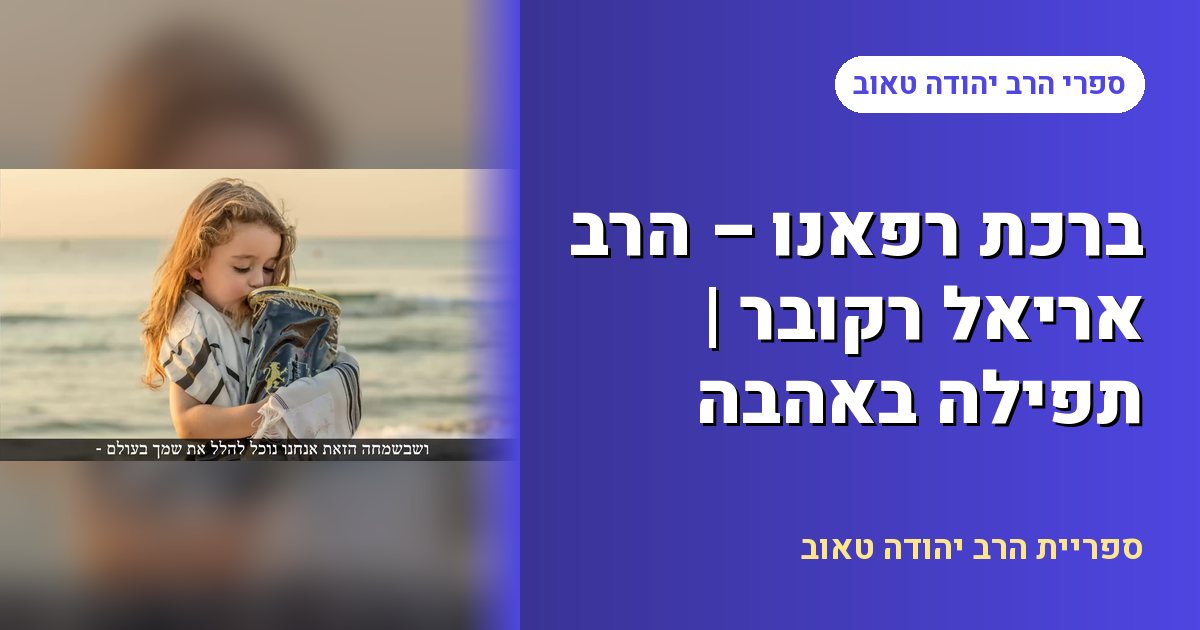 ספרי הרב יהודה טאוב
ברכת רפאנו – הרב
אריאל רקובר |
תפילה באהבה
ושבשמחה הזאת אנחנו נוכל להלל את שמך בעולם -
ספריית הרב יהודה טאוב